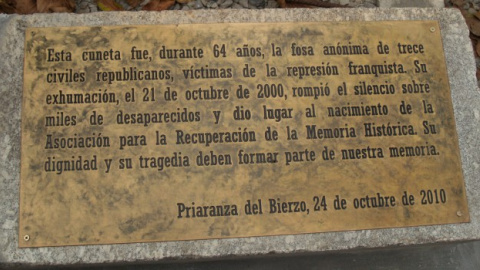 Esta cuneta fue, durante 64 años, la fosa anónima de trece
civiles republicanos, víctimas de la represión franquista. Su
exhumación, el 21 de octubre de 2000, rompió el silencio sobre
miles de desaparecidos y dio lugar al nacimiento de la
Asociación para la Recuperación de la Memoria Histórica. Su
dignidad y su tragedia deben formar parte de nuestra memoria.
Priaranza del Bierzo, 24 de octubre de 2010